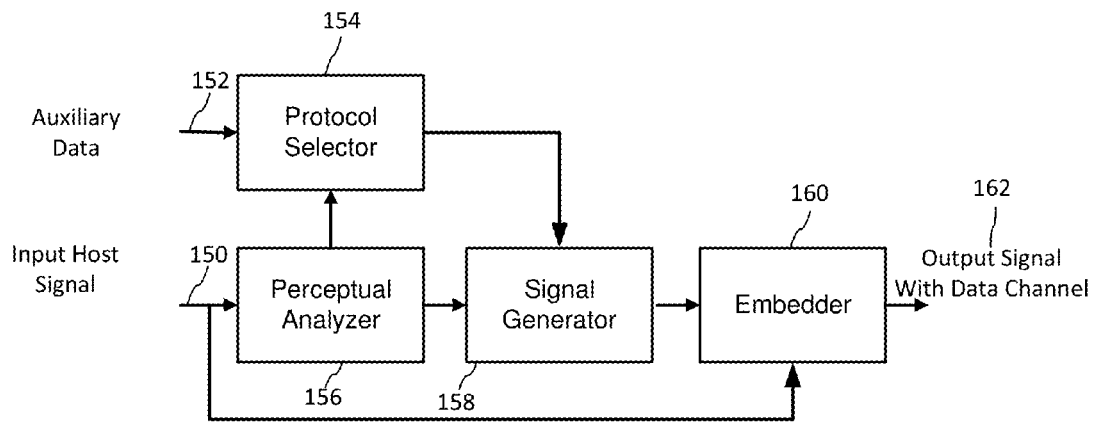 154
152
Auxiliary
Data
Protocol
Selector
160
162
Input Host
Signal
150
Perceptual
Analyzer
Signal
Generator
Embedder
Output Signal
With Data Channel
156
158